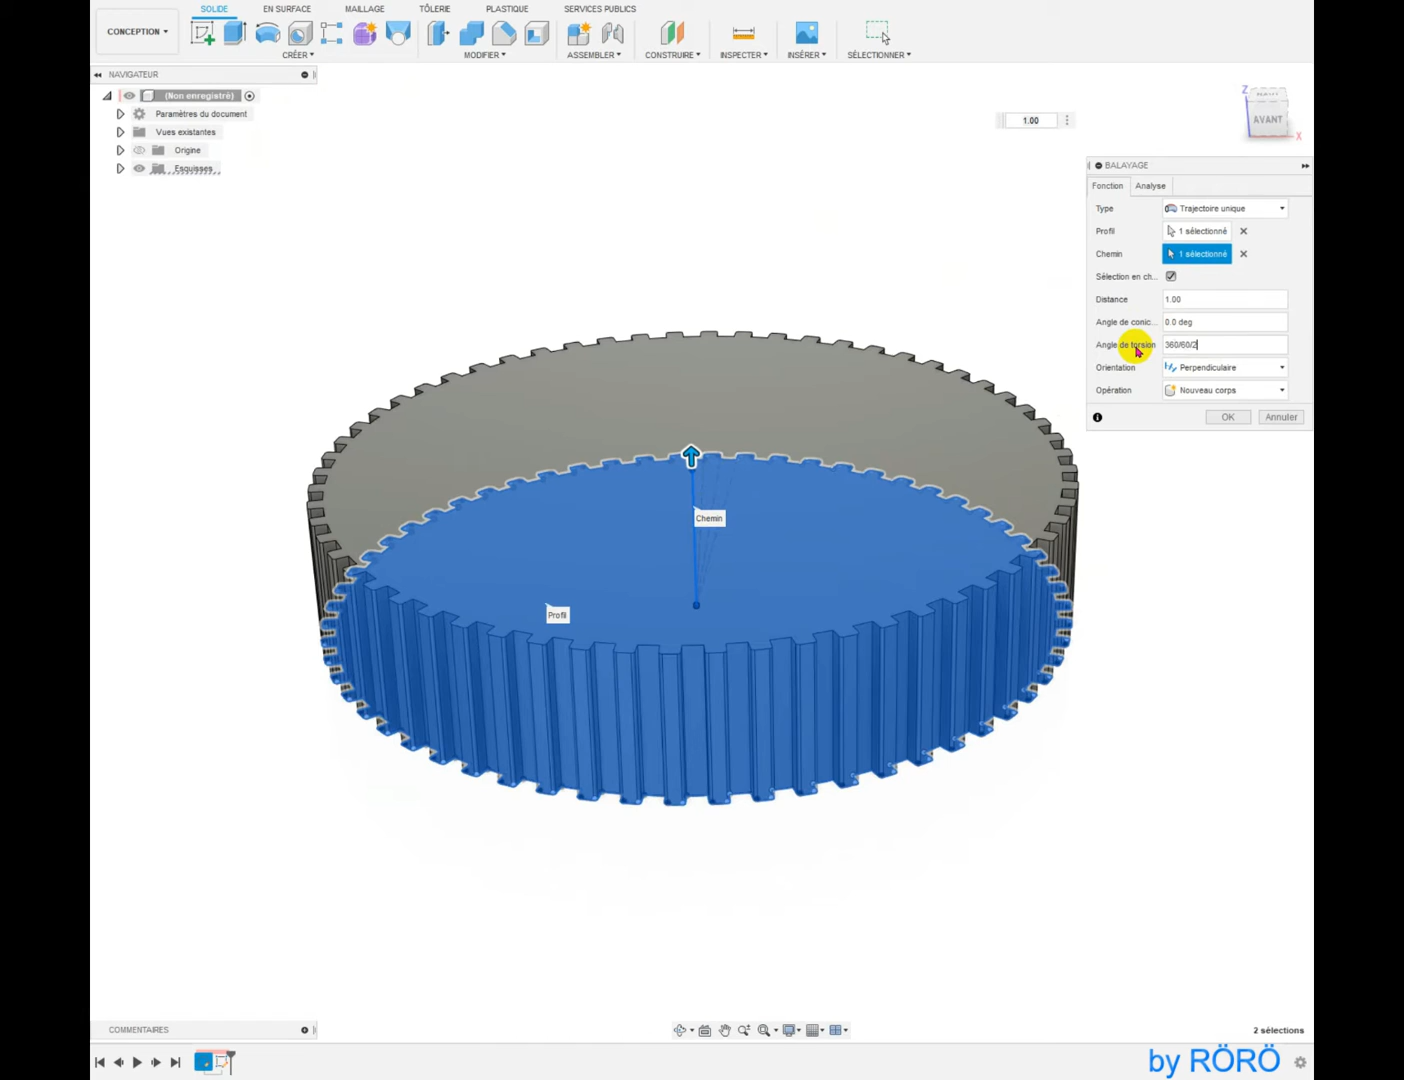 SOLIDE EN SURFACE MAILLAGE TÔLERIE PLASTIQUE SERVICES PUBLICS
CONCEPTION
CRÉER MODIFIER ASSEMBLER CONSTRUIRE INSPECTER INSÉRER SÉLECTIONNER
NAVIGATEUR
(Non enregistré)
Paramètres du document
Vues existantes
Origine
Esquisses
1.00
Z
AVANT
X
BALAYAGE
Fonction Analyse
Type Trajectoire unique
Profil 1 sélectionné
Chemin 1 sélectionné
Sélection en ch...
Distance 1.00
Angle de conic... 0.0 deg
Angle de torsion 360/60/2
Orientation Perpendiculaire
Opération Nouveau corps
OK Annuler
Chemin
Profil
COMMENTAIRES
2 sélections
by RÖRÖ